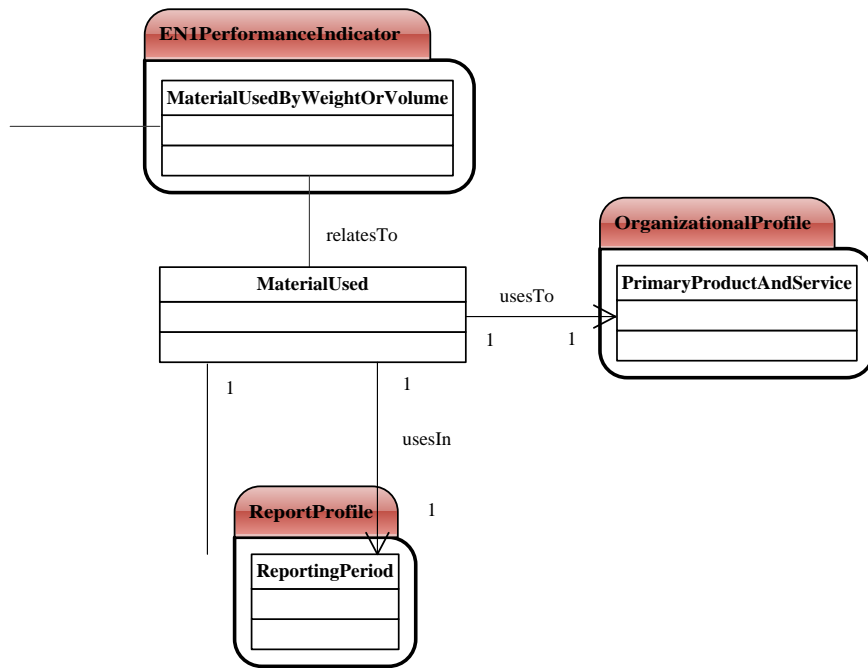 EN1PerformanceIndicator
MaterialUsedByWeightOrVolume
relatesTo
OrganizationalProfile
PrimaryProductAndService
MaterialUsed
usesTo
1
1
1
1
usesIn
1
ReportProfile
ReportingPeriod